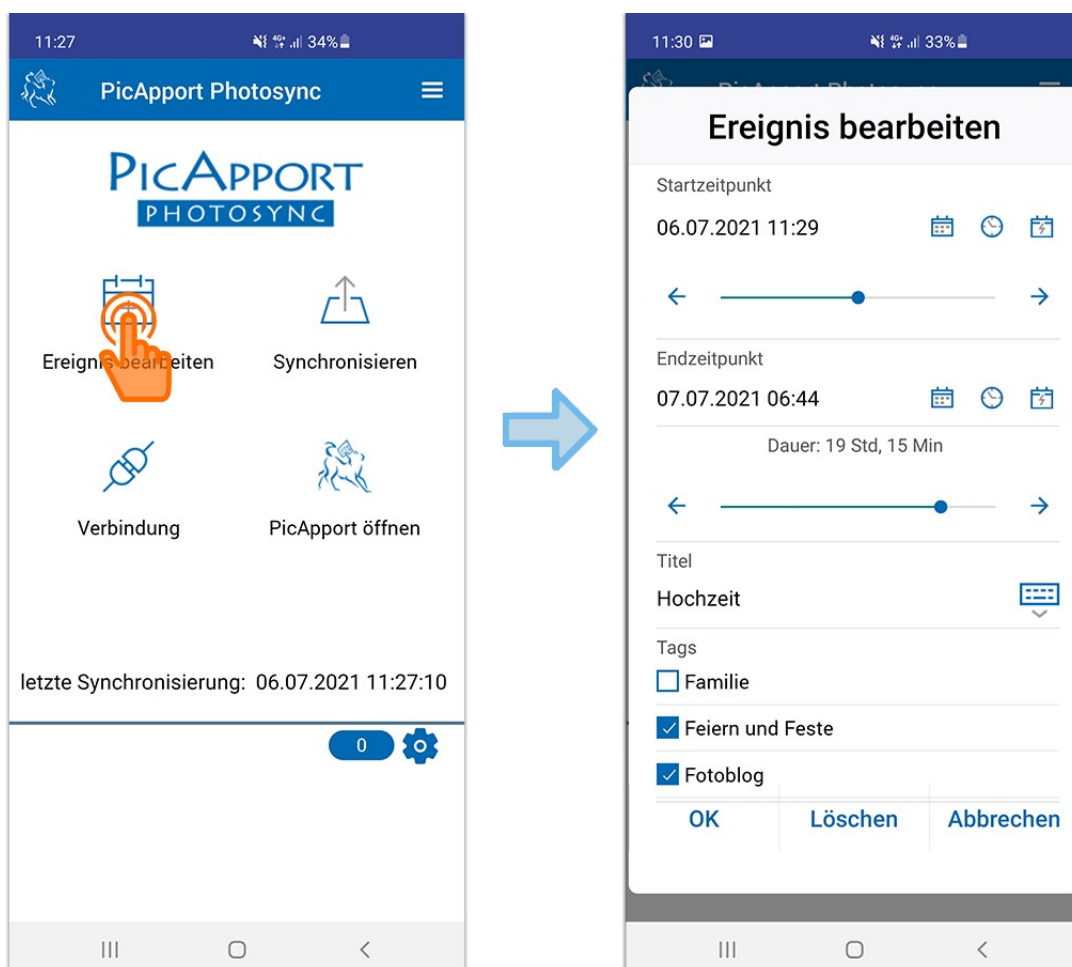 11:27 4G+ 34%
PicApport Photosync
PICAPPORT
PHOTOSYNC
Ereignis bearbeiten
Synchronisieren
Verbindung
PicApport öffnen
letzte Synchronisierung: 06.07.2021 11:27:10
0
11:30 4G+ 33%
Ereignis bearbeiten
Startzeitpunkt
06.07.2021 11:29
Endzeitpunkt
07.07.2021 06:44
Dauer: 19 Std, 15 Min
Titel
Hochzeit
Tags
Familie
Feiern und Feste
Fotoblog
OK
Löschen
Abbrechen